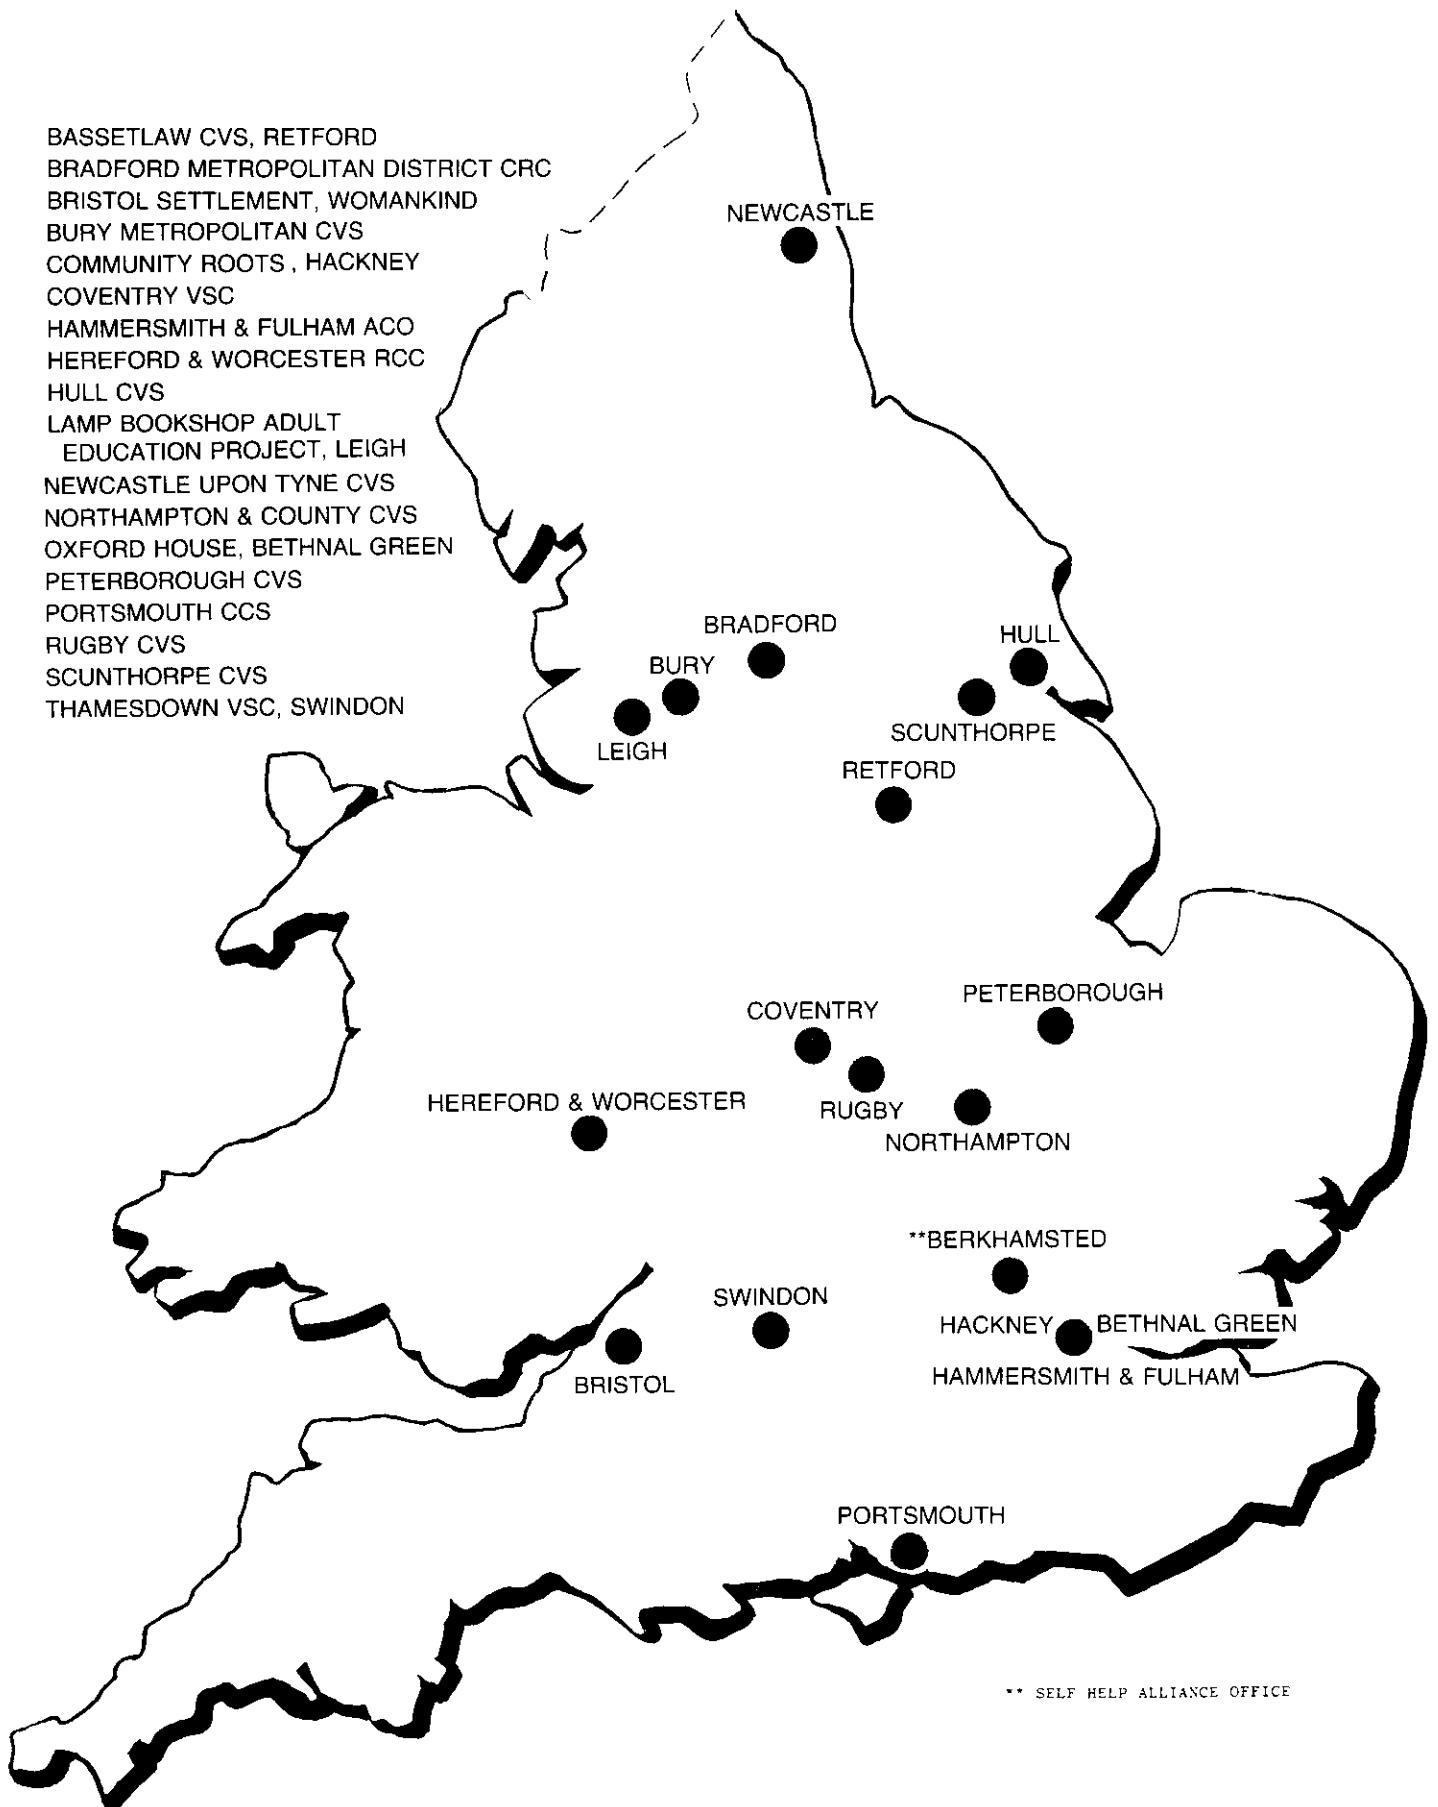 BASSETLAW CVS, RETFORD
BRADFORD METROPOLITAN DISTRICT CRC
BRISTOL SETTLEMENT, WOMANKIND
BURY METROPOLITAN CVS
COMMUNITY ROOTS , HACKNEY
COVENTRY VSC
HAMMERSMITH & FULHAM ACO
HEREFORD & WORCESTER RCC
HULL CVS
LAMP BOOKSHOP ADULT
EDUCATION PROJECT, LEIGH
NEWCASTLE UPON TYNE CVS
NORTHAMPTON & COUNTY CVS
OXFORD HOUSE, BETHNAL GREEN
PETERBOROUGH CVS
PORTSMOUTH CCS
RUGBY CVS
SCUNTHORPE CVS
THAMESDOWN VSC, SWINDON
NEWCASTLE
BRADFORD
HULL
BURY
SCUNTHORPE
LEIGH
RETFORD
PETERBOROUGH
COVENTRY
HEREFORD & WORCESTER
RUGBY
NORTHAMPTON
**BERKHAMSTED
SWINDON
HACKNEY
BETHNAL GREEN
HAMMERSMITH & FULHAM
BRISTOL
PORTSMOUTH
** SELF HELP ALLIANCE OFFICE